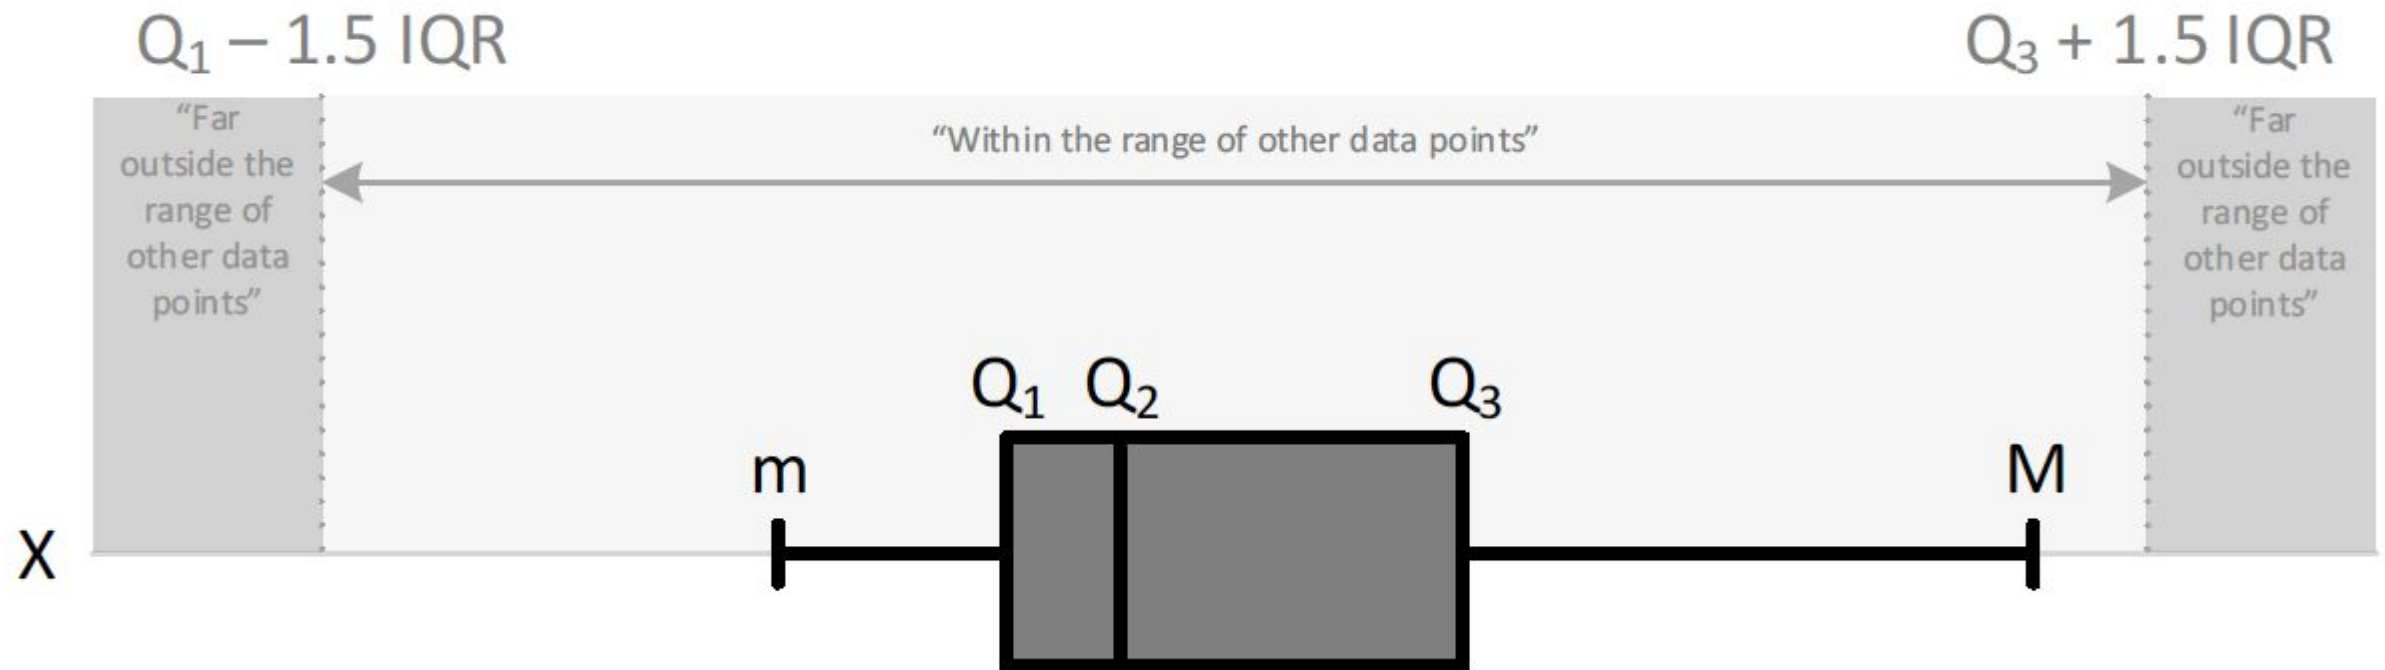 Q₁ – 1.5 IQR
Q₃ + 1.5 IQR
“Far
outside the
range of
other data
points”
“Within the range of other data points”
“Far
outside the
range of
other data
points”
Q₁ Q₂ Q₃
m
M
X